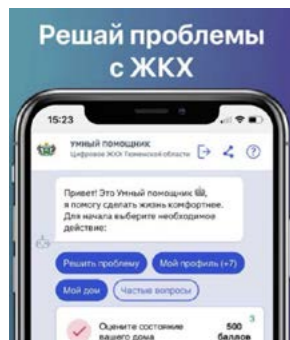 Решай проблемы
с ЖКХ
15:23
УМНЫЙ ПОМОЩНИК
Цифровое ЖКХ Тюменской области
Привет! Это Умный помощник 🤖,
я помогу сделать жизнь комфортнее.
Для начала выберите необходимое
действие:
Решить проблему Мой профиль (+7)
Мой дом Частые вопросы
3
Оцените состояние 500
вашего дома баллов